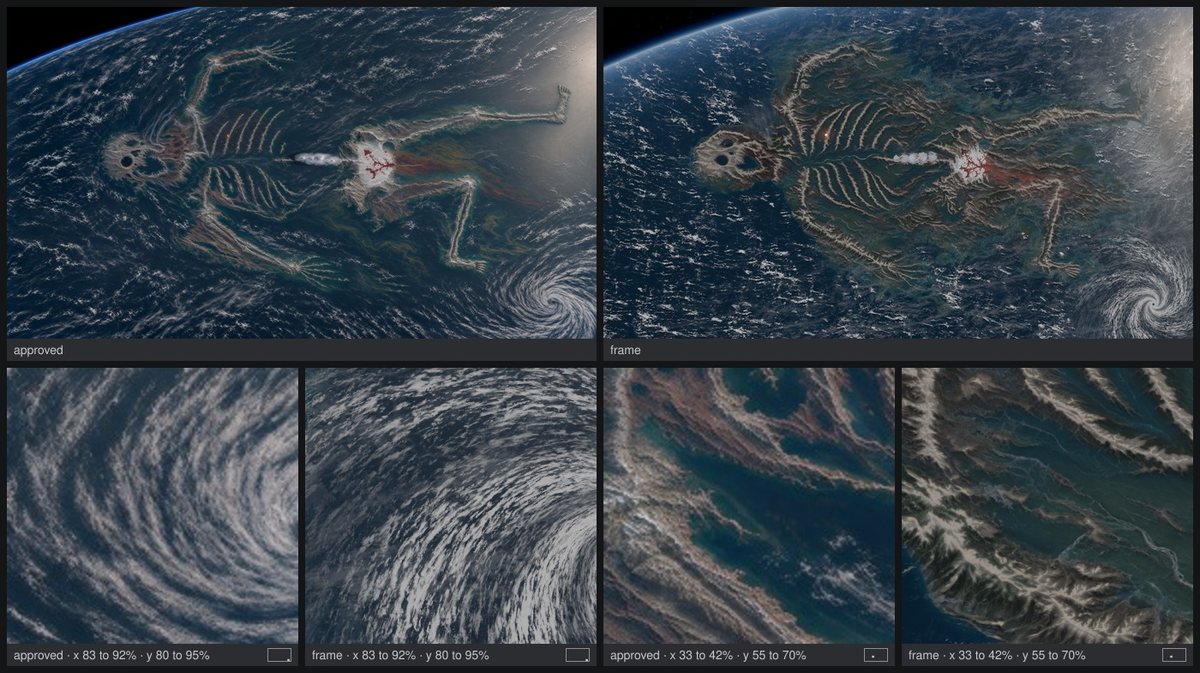 approved
frame
approved · x 83 to 92% · y 80 to 95%
frame · x 83 to 92% · y 80 to 95%
approved · x 33 to 42% · y 55 to 70%
frame · x 33 to 42% · y 55 to 70%